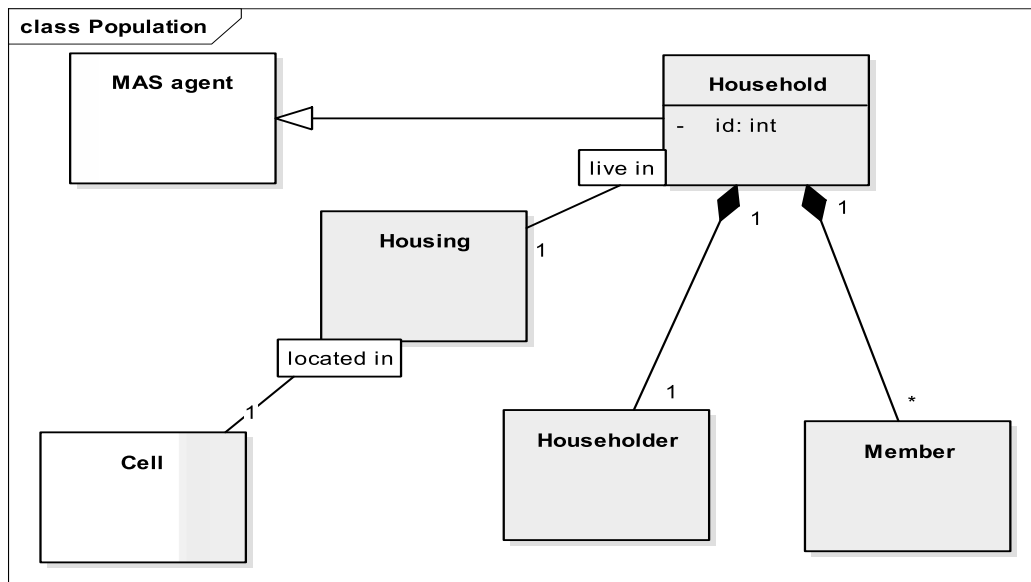 class Population
MAS agent
Household
- id: int
live in
1
1
Housing
1
located in
1
1
*
Cell
Householder
Member